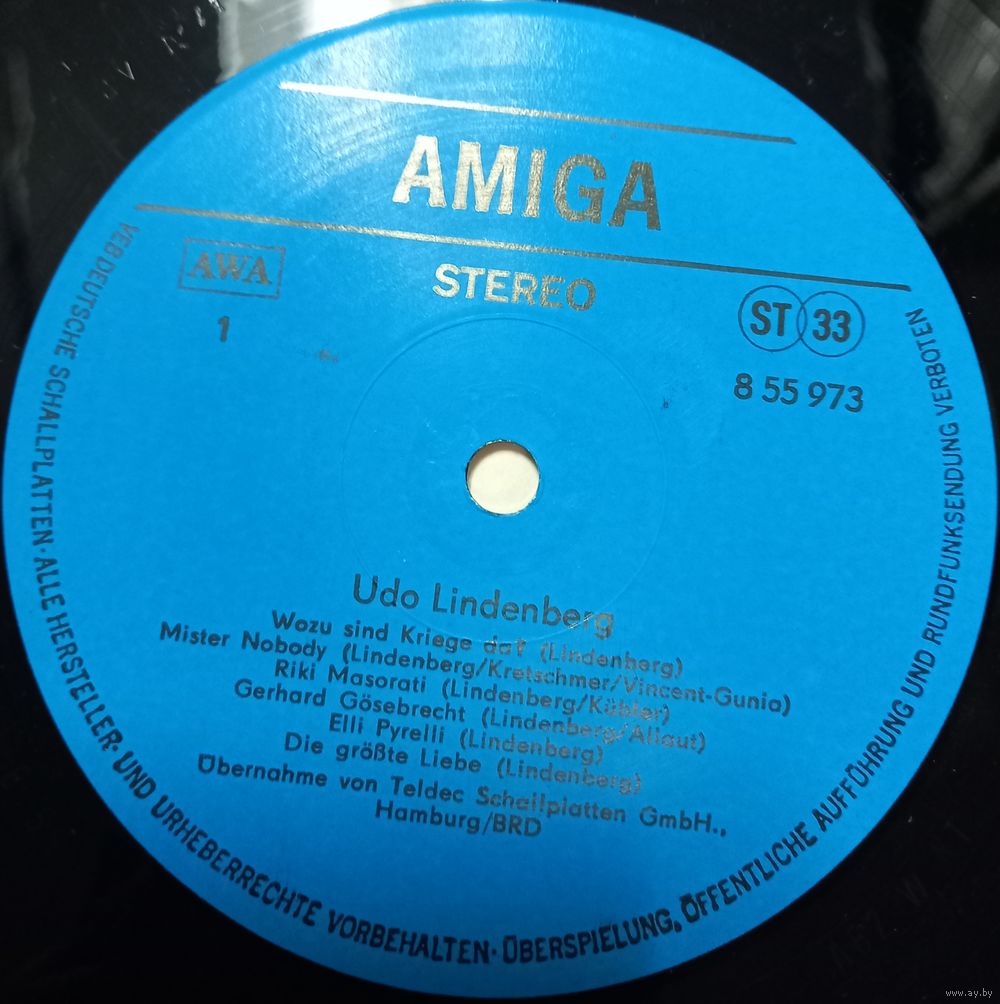 AMIGA
STEREO
AWA
1
ST 33
8 55 973
Udo Lindenberg
Wozu sind Kriege da? (Lindenberg)
Mister Nobody (Lindenberg/Kretschmer/Vincent-Gunia)
Riki Masorati (Lindenberg/Kübler)
Gerhard Gösebrecht (Lindenberg/Allaut)
Elli Pyrelli (Lindenberg)
Die größte Liebe (Lindenberg)
Übernahme von Teldec Schallplatten GmbH.,
Hamburg/BRD
VEB DEUTSCHE SCHALLPLATTEN · ALLE HERSTELLER- UND URHEBERRECHTE VORBEHALTEN · ÜBERSPIELUNG, ÖFFENTLICHE AUFFÜHRUNG UND RUNDFUNKSENDUNG VERBOTEN
www.ay.by